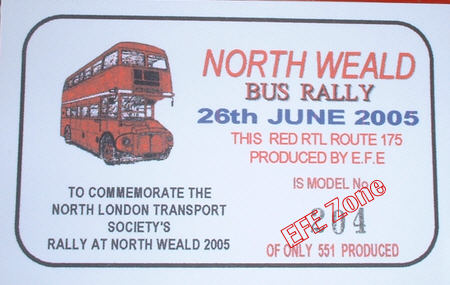 NORTH WEALD
BUS RALLY
26th JUNE 2005
THIS RED RTL ROUTE 175
PRODUCED BY E.F.E
IS MODEL No
204
OF ONLY 551 PRODUCED
TO COMMEMORATE THE
NORTH LONDON TRANSPORT
SOCIETY'S
RALLY AT NORTH WEALD 2005
EFE Zone